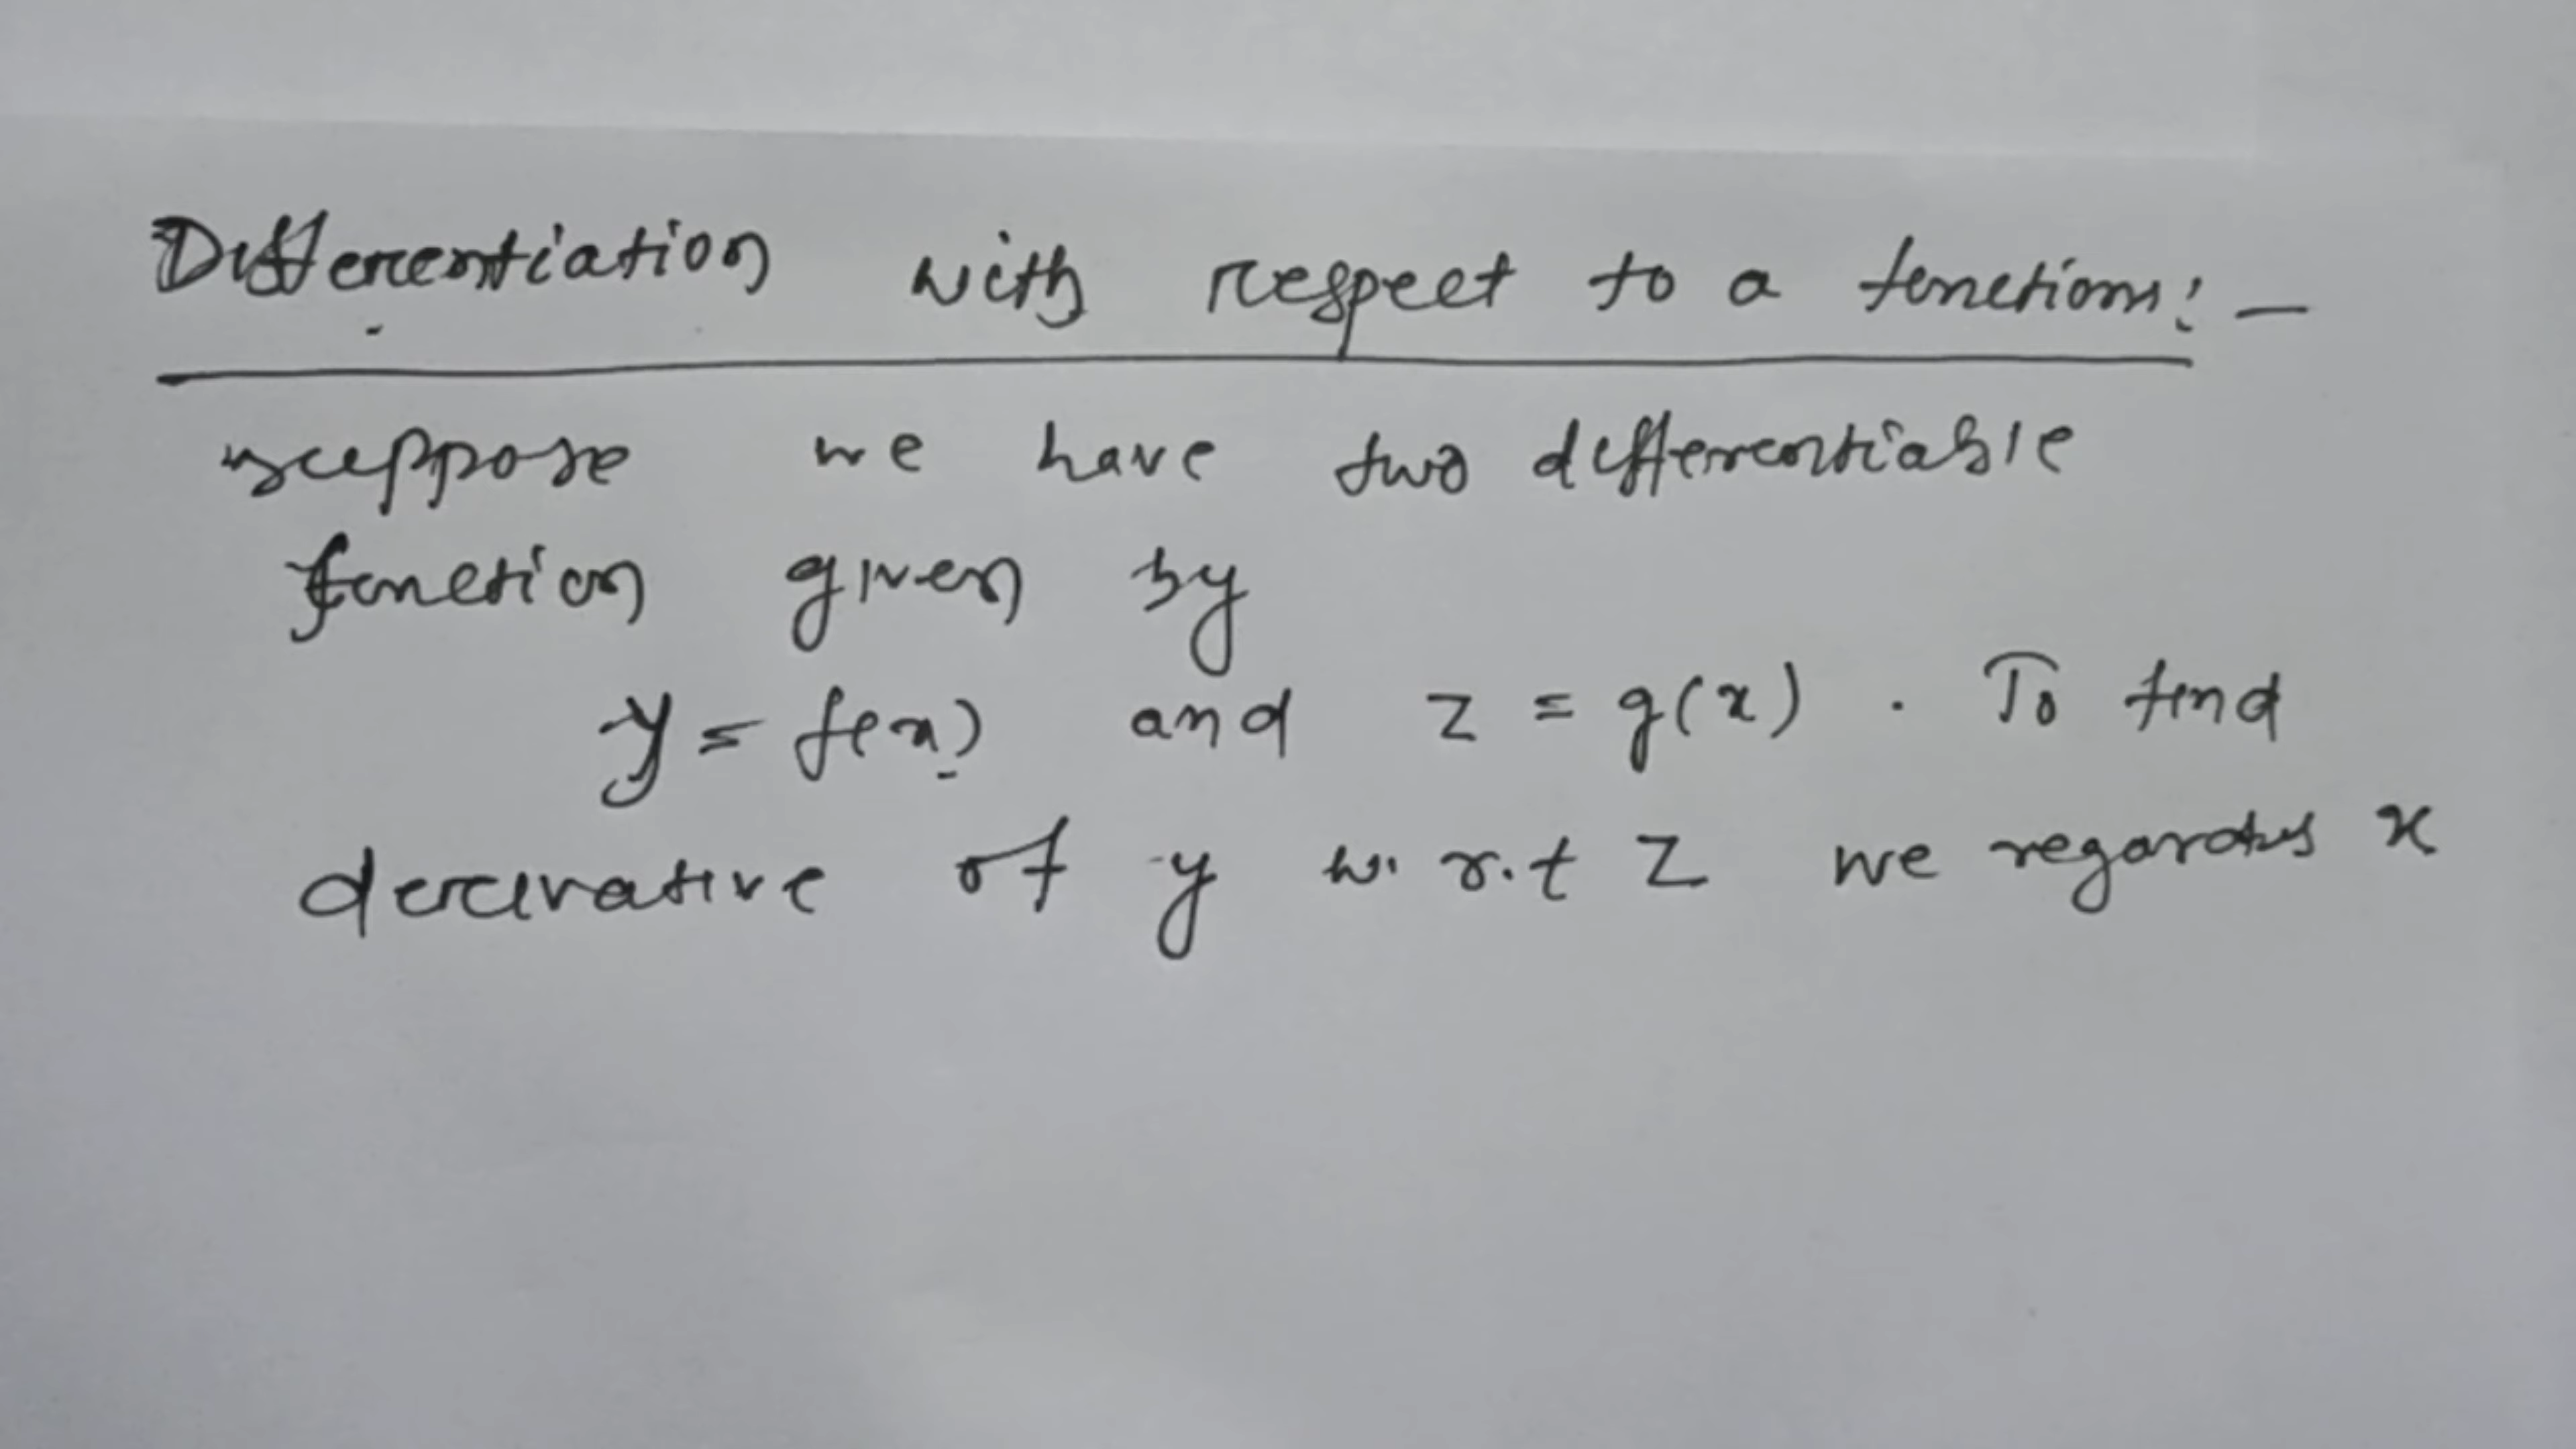 Differentiation with respect to a function :-
suppose we have two differentiable
function given by
y = f(x) and z = g(x) . To find
derivative of y w.r.t z we regards x